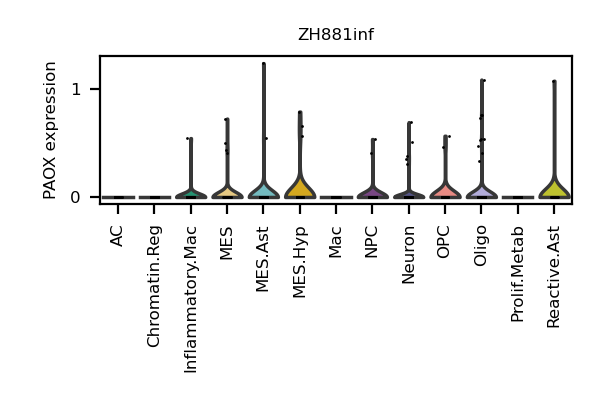 ZH881inf
PAOX expression
1
0
AC
Chromatin.Reg
Inflammatory.Mac
MES
MES.Ast
MES.Hyp
Mac
NPC
Neuron
OPC
Oligo
Prolif.Metab
Reactive.Ast